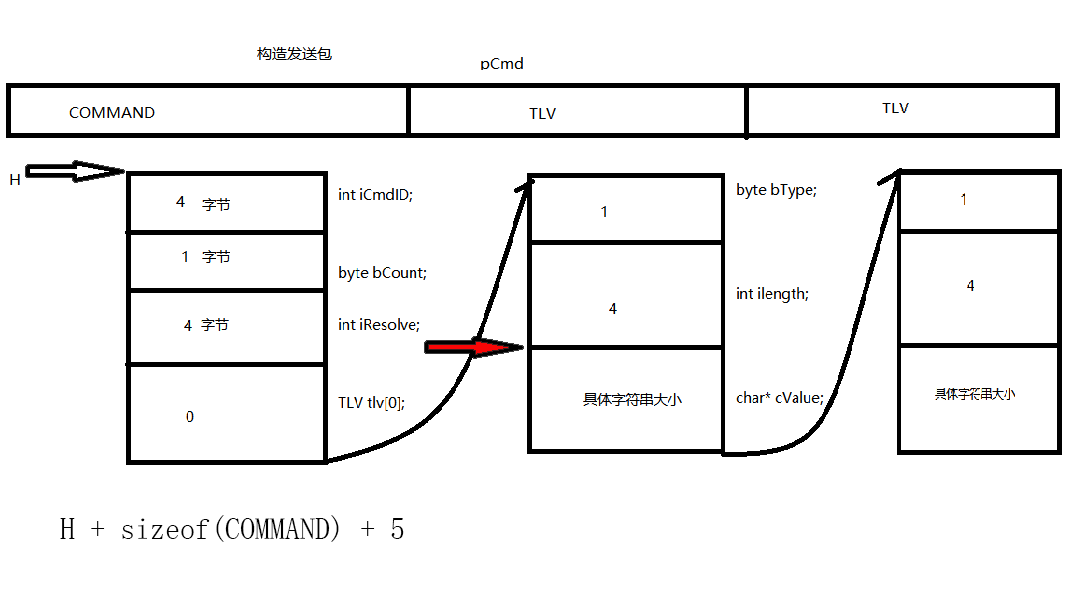 构造发送包
pCmd
COMMAND
TLV
TLV
H
4 字节
int iCmdID;
1 字节
byte bCount;
4 字节
int iResolve;
0
TLV tlv[0];
1
byte bType;
4
int ilength;
具体字符串大小
char* cValue;
1
4
具体字符串大小
H + sizeof(COMMAND) + 5